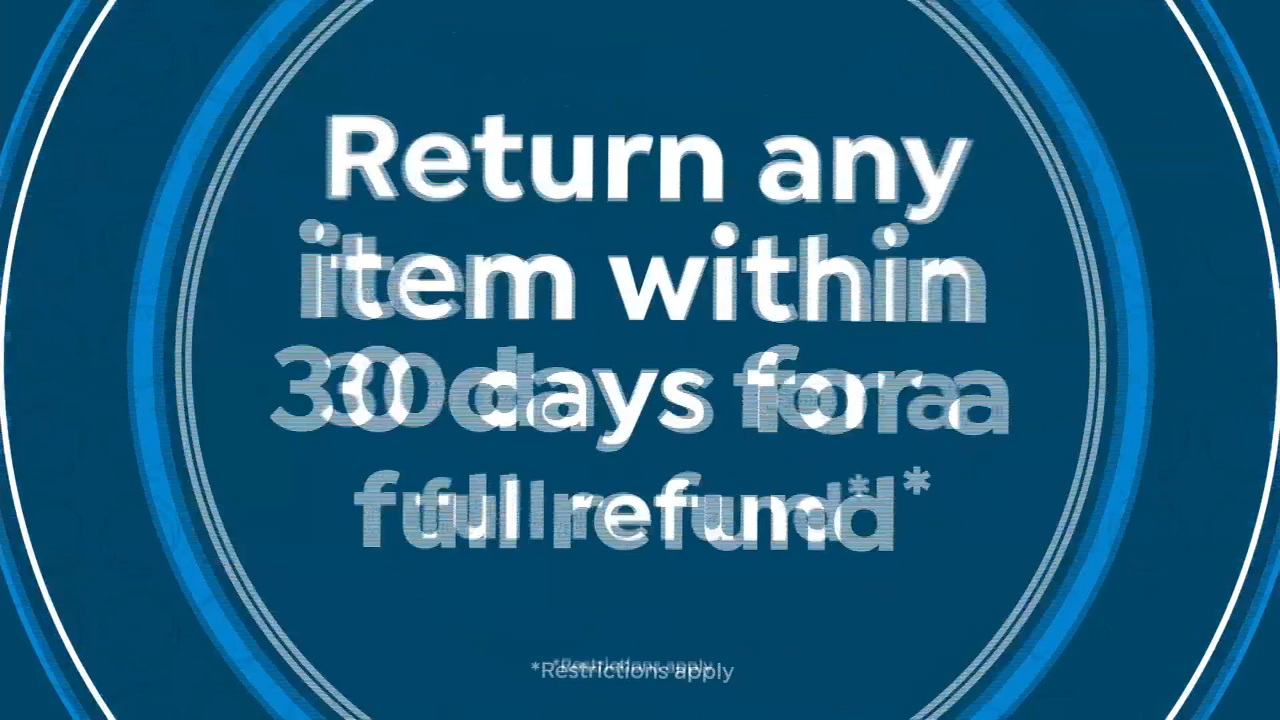 Return any
item within
30 days for a
full refund*
*Restrictions apply